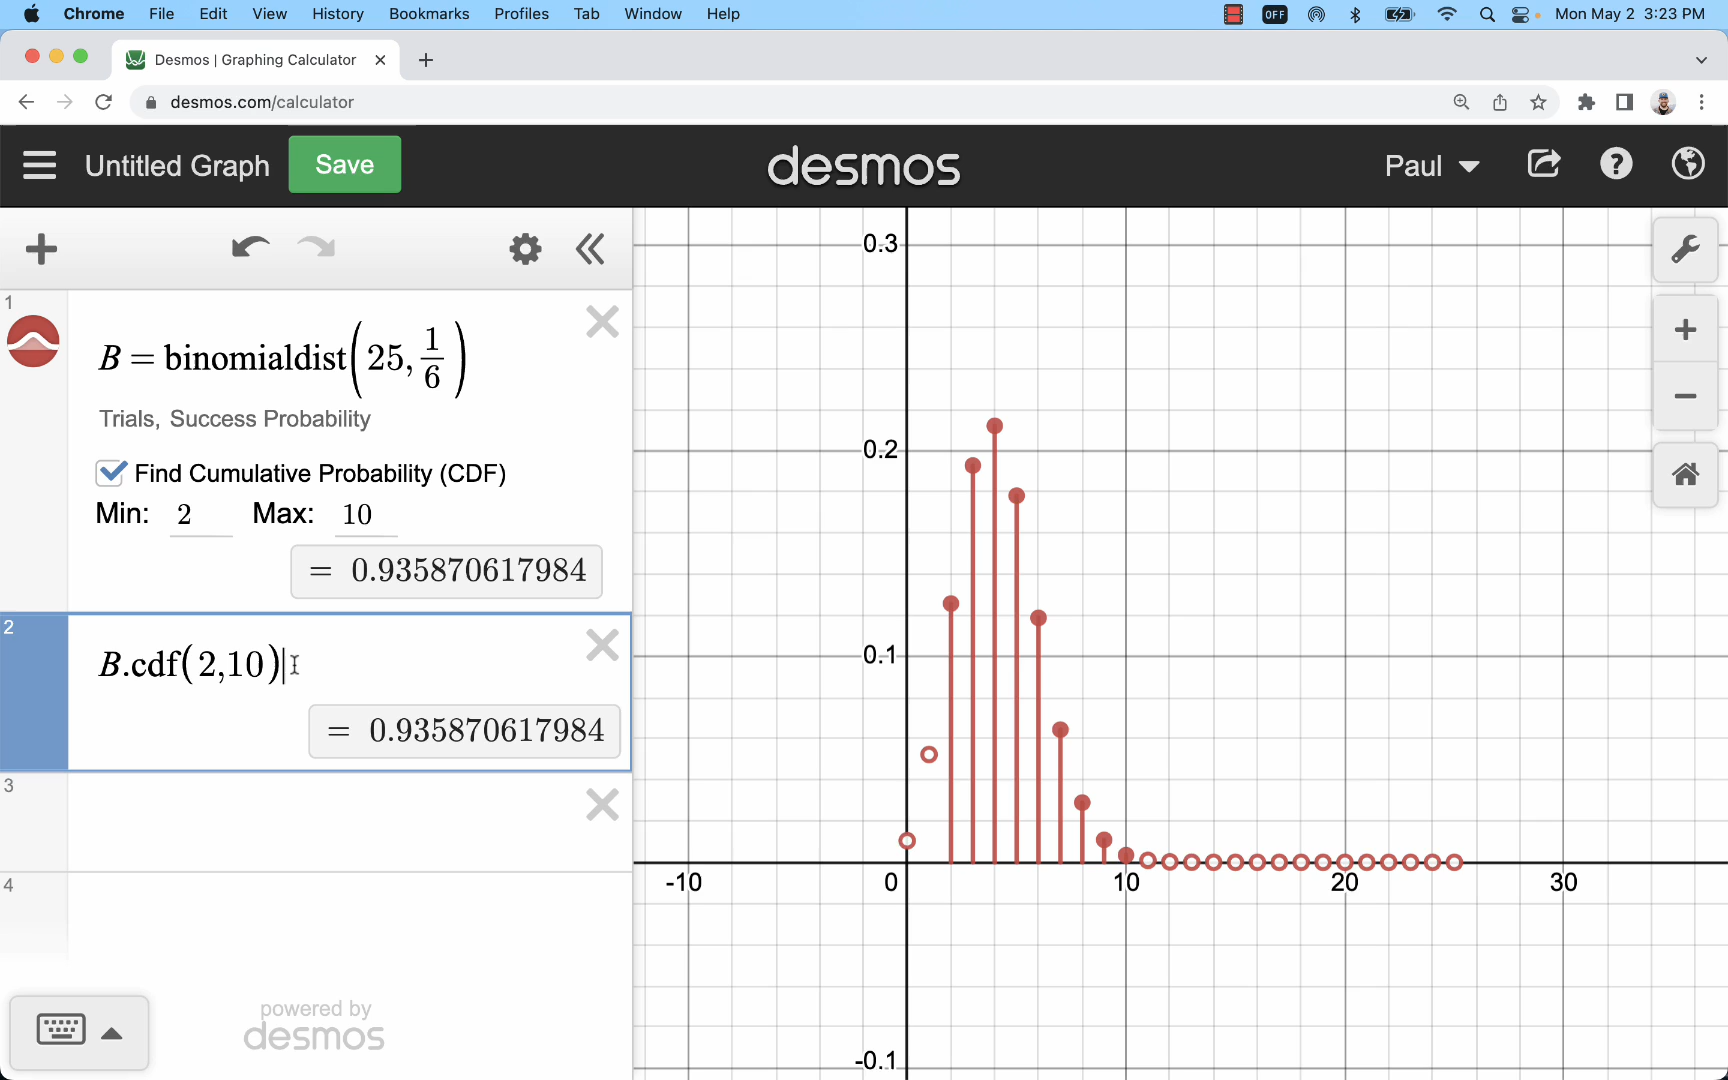 Chrome File Edit View History Bookmarks Profiles Tab Window Help OFF Mon May 2 3:23 PM
Desmos | Graphing Calculator
desmos.com/calculator
Untitled Graph Save desmos Paul
1
B = binomialdist(25, 1/6)
Trials, Success Probability
Find Cumulative Probability (CDF)
Min: 2 Max: 10
= 0.935870617984
2
B.cdf(2,10)
= 0.935870617984
3
4
powered by
desmos
0.3
0.2
0.1
-10 0 10 20 30
-0.1